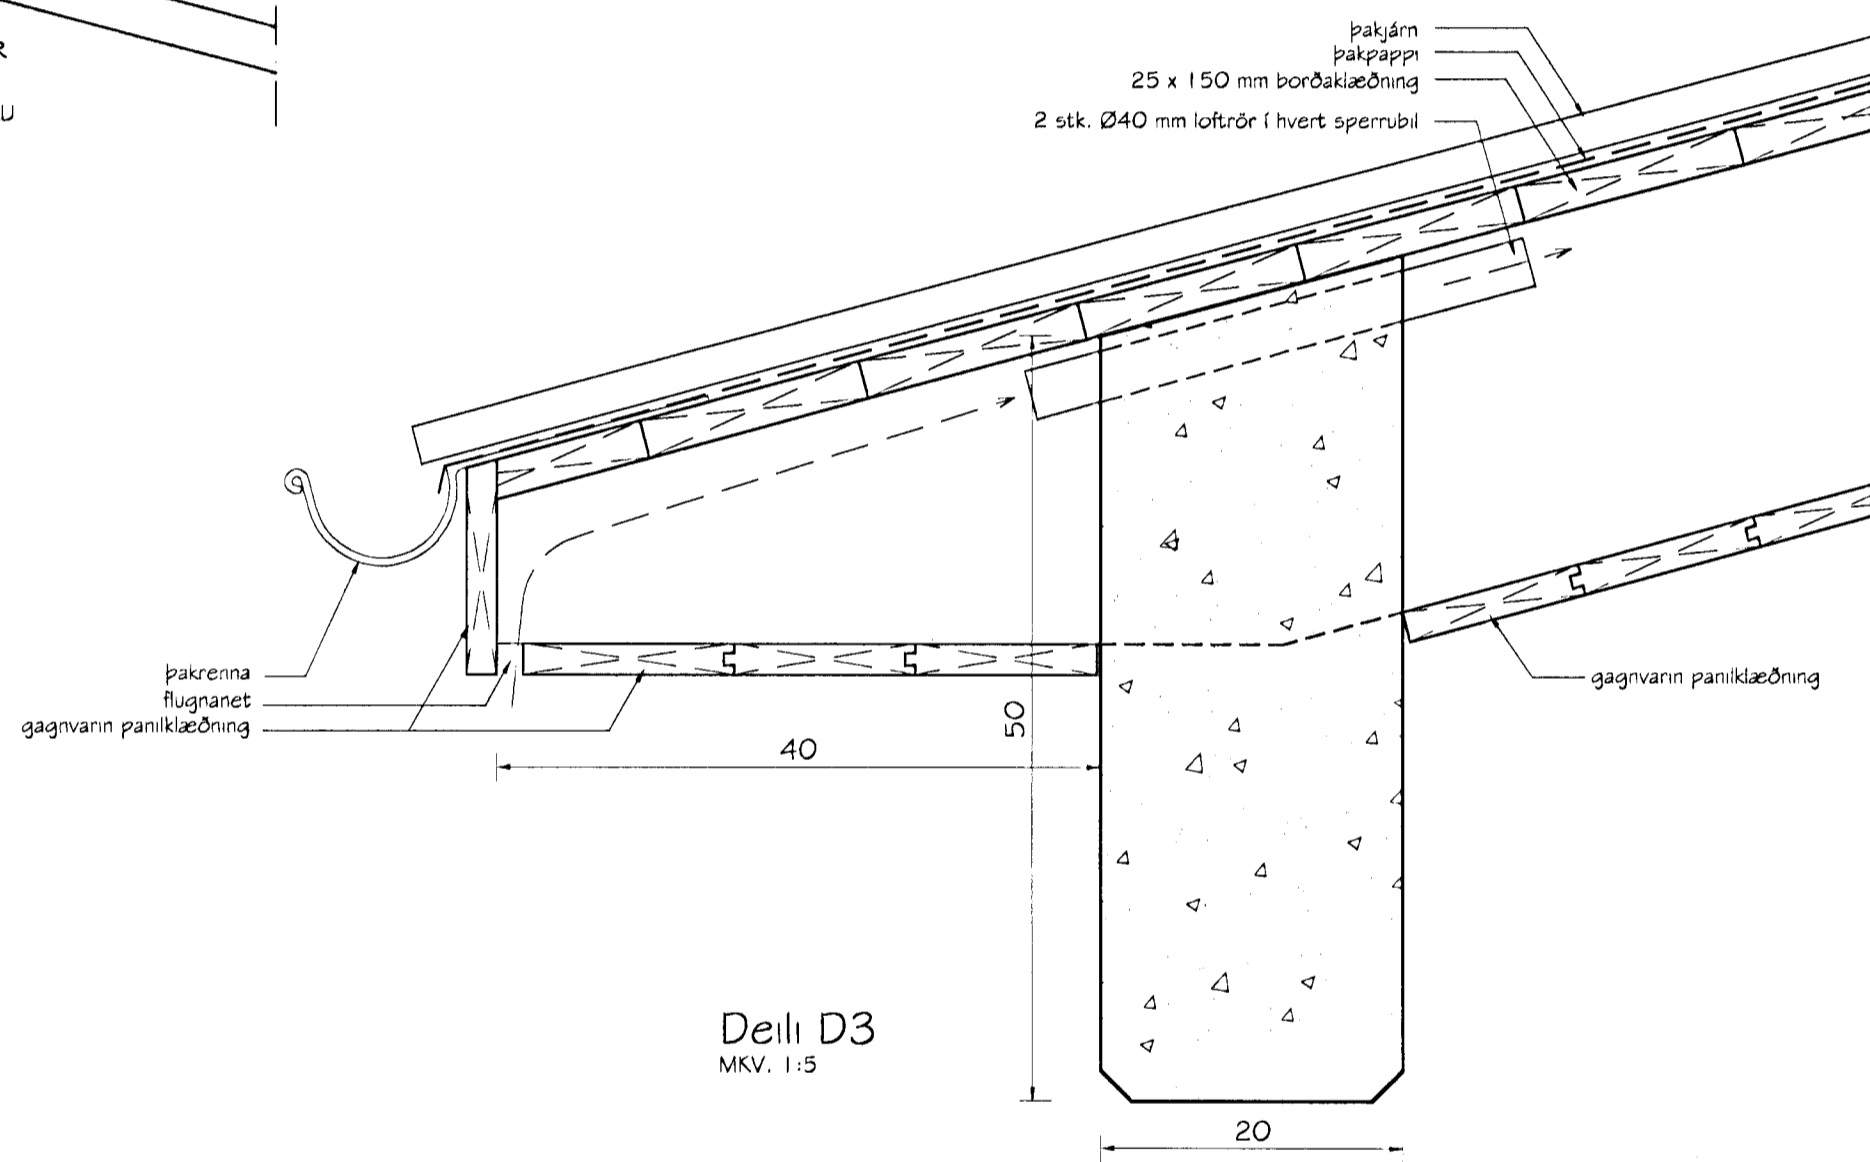 R
U
þakjárn
þakpappi
25 x 150 mm borðaklæðning
2 stk. Ø40 mm loftrör í hvert sperrubil
þakrenna
flugnanet
gagnvarin panilklæðning
gagnvarin panilklæðning
40
50
20
Deili D3
MKV. 1:5